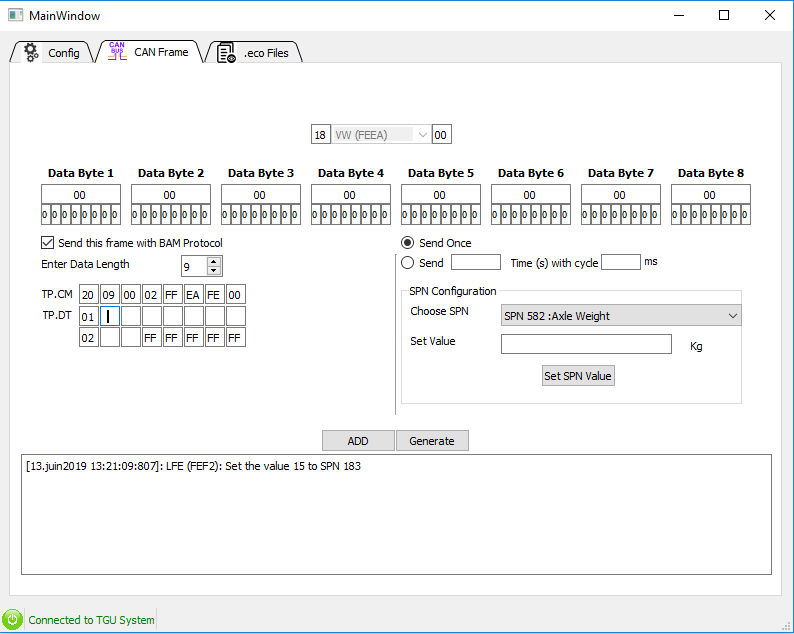 MainWindow
Config
CAN BUS CAN Frame
.eco Files
18 VW (FEEA) 00
Data Byte 1 Data Byte 2 Data Byte 3 Data Byte 4 Data Byte 5 Data Byte 6 Data Byte 7 Data Byte 8
00 00 00 00 00 00 00 00
0 0 0 0 0 0 0 0 0 0 0 0 0 0 0 0 0 0 0 0 0 0 0 0 0 0 0 0 0 0 0 0 0 0 0 0 0 0 0 0 0 0 0 0 0 0 0 0 0 0 0 0 0 0 0 0 0 0 0 0 0 0 0 0
Send this frame with BAM Protocol
Enter Data Length 9
TP.CM 20 09 00 02 FF EA FE 00
TP.DT 01
02 FF FF FF FF FF
Send Once
Send Time (s) with cycle ms
SPN Configuration
Choose SPN SPN 582 :Axle Weight
Set Value Kg
Set SPN Value
ADD Generate
[13.juin2019 13:21:09:807]: LFE (FEF2): Set the value 15 to SPN 183
Connected to TGU System